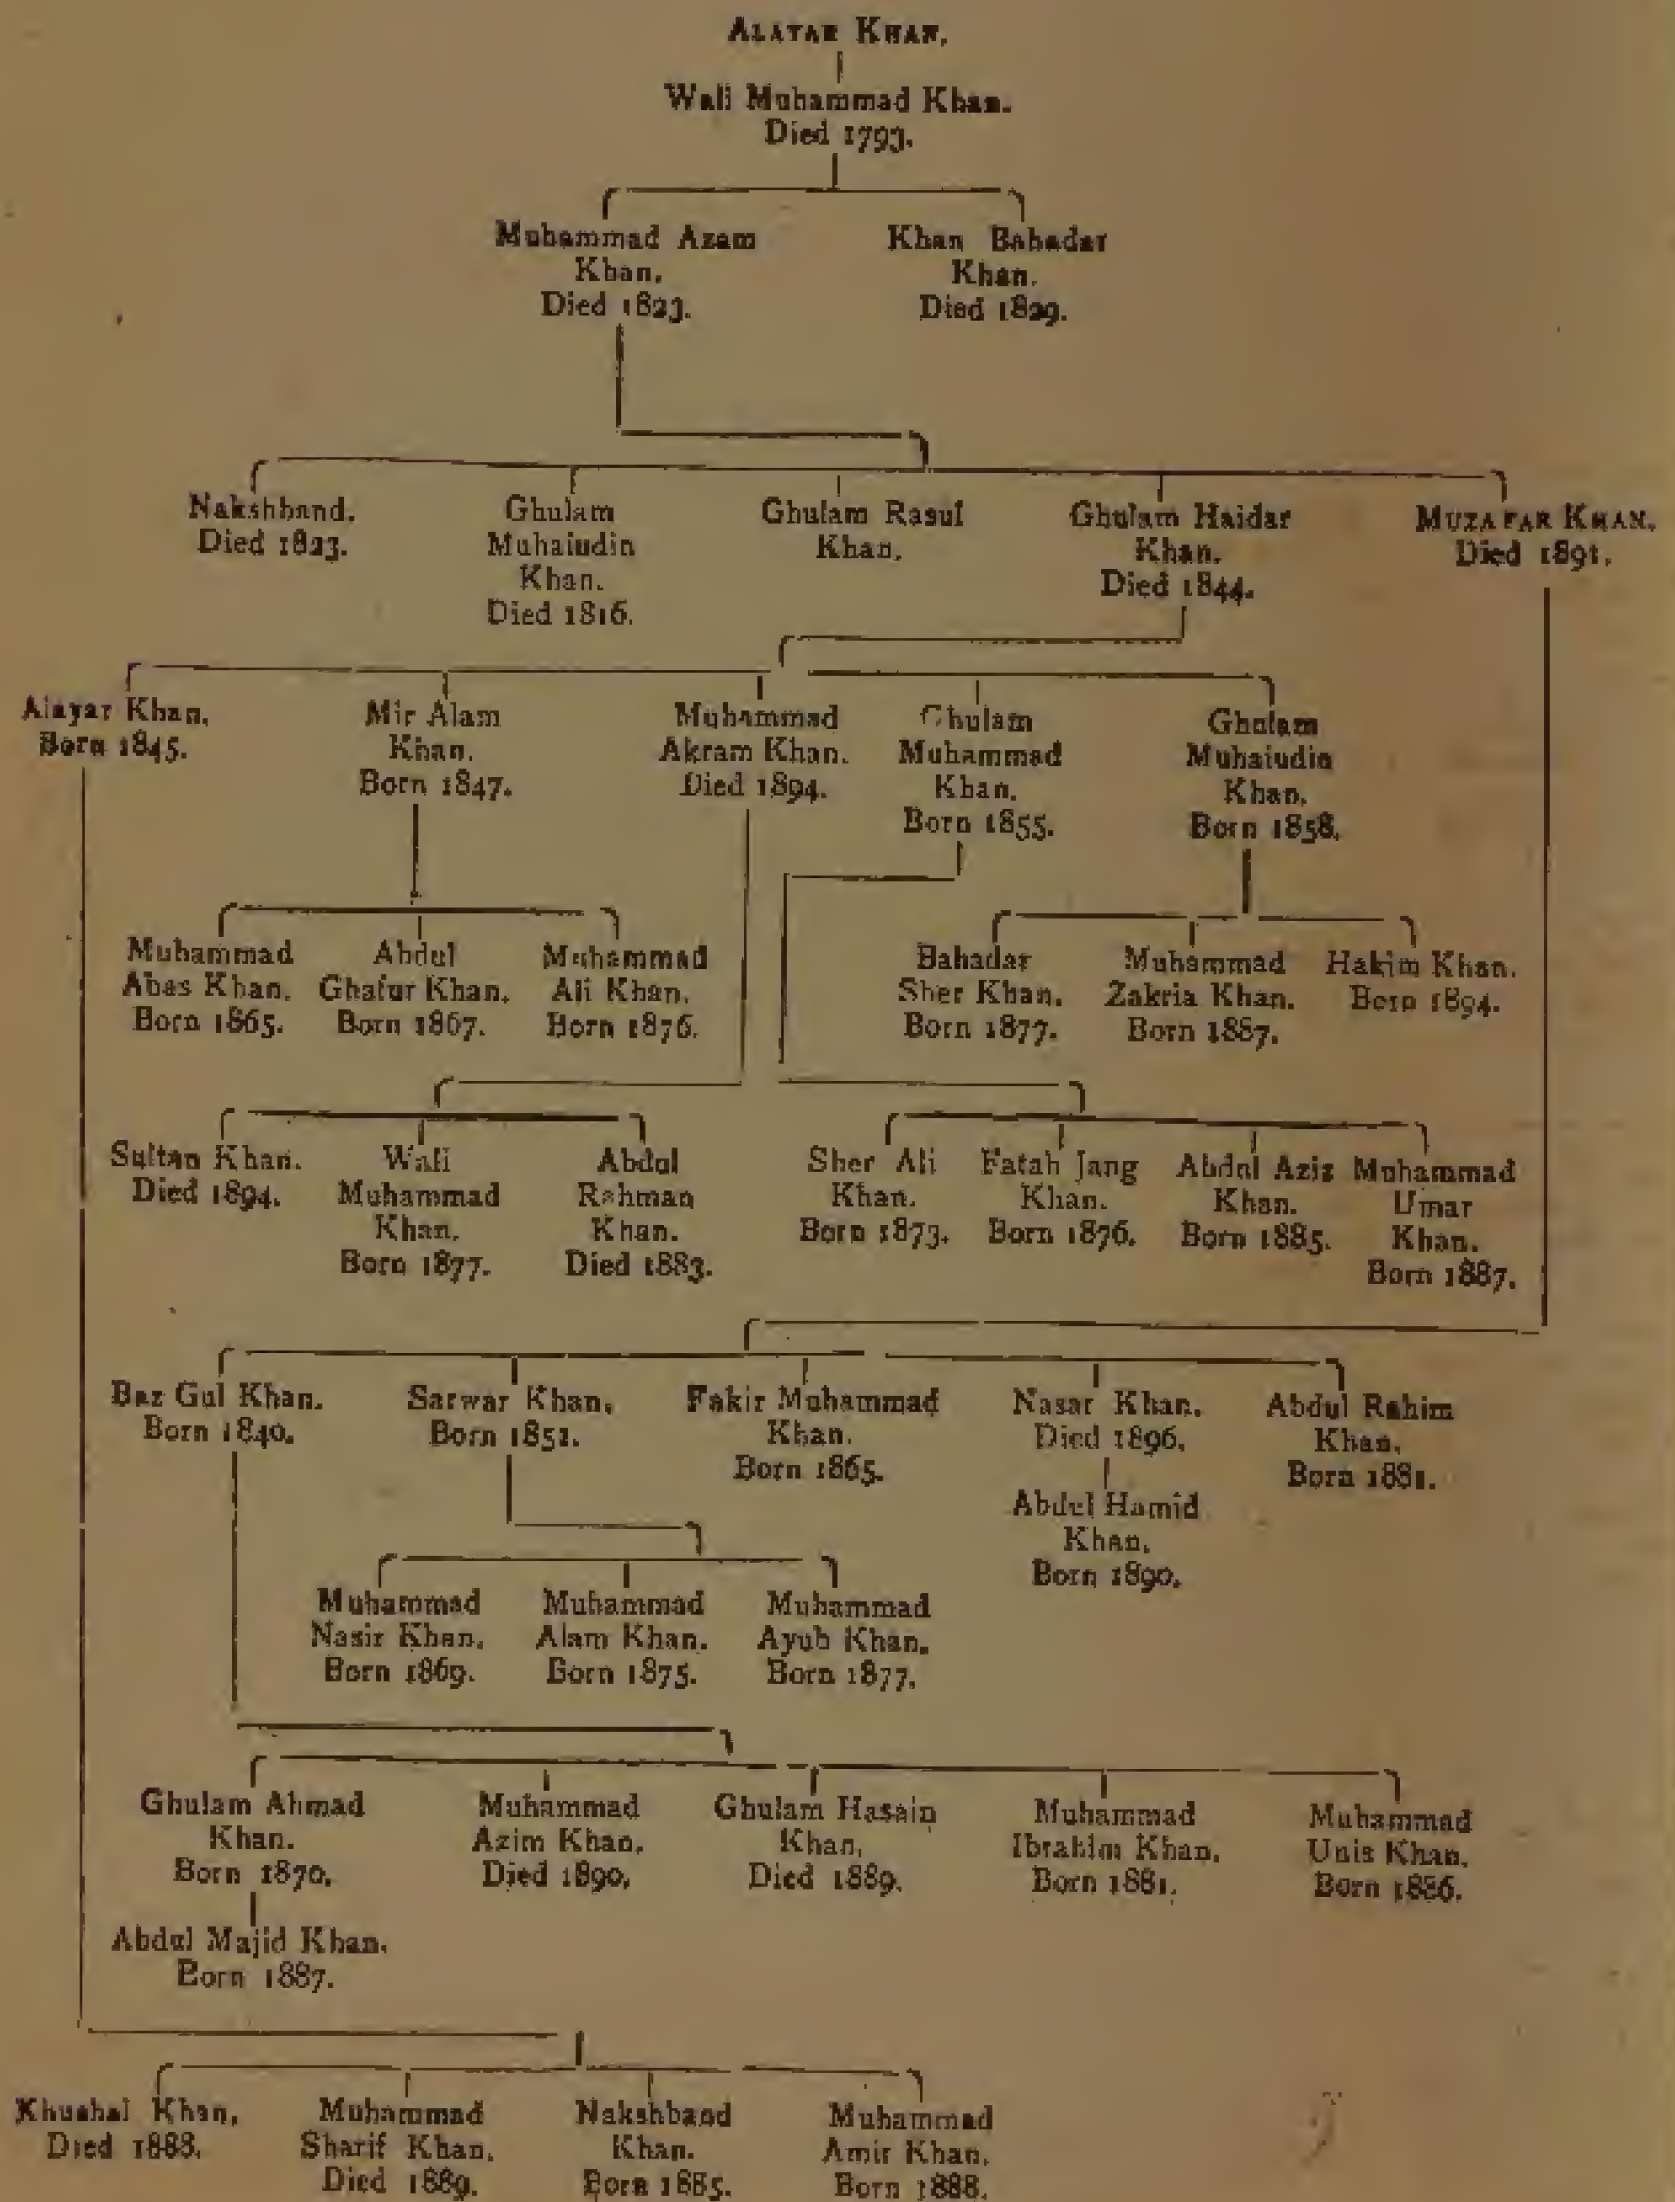 ALAYAR KHAN.
Wali Muhammad Khan.
Died 1793.
Muhammad Azam
Khan.
Died 1823.
Khan Bahadar
Khan.
Died 1829.
Nakshband.
Died 1823.
Ghulam
Muhaiudin
Khan.
Died 1816.
Ghulam Rasul
Khan.
Ghulam Haidar
Khan.
Died 1844.
MUZAFAR KHAN.
Died 1891.
Alayar Khan.
Born 1845.
Mir Alam
Khan.
Born 1847.
Muhammad
Akram Khan.
Died 1894.
Ghulam
Muhammad
Khan.
Born 1855.
Ghulam
Muhaiudin
Khan.
Born 1858.
Muhammad
Abas Khan.
Born 1865.
Abdul
Ghafur Khan.
Born 1867.
Muhammad
Ali Khan.
Born 1876.
Bahadar
Sher Khan.
Born 1877.
Muhammad
Zakria Khan.
Born 1887.
Hakim Khan.
Born 1894.
Sultan Khan.
Died 1894.
Wali
Muhammad
Khan.
Born 1877.
Abdul
Rahman
Khan.
Died 1883.
Sher Ali
Khan.
Born 1873.
Fatah Jang
Khan.
Born 1876.
Abdul Aziz
Khan.
Born 1885.
Muhammad
Umar
Khan.
Born 1887.
Baz Gul Khan.
Born 1840.
Sarwar Khan.
Born 1851.
Fakir Muhammad
Khan.
Born 1865.
Nasar Khan.
Died 1896.
Abdul Rahim
Khan.
Born 1881.
Abdul Hamid
Khan.
Born 1890.
Muhammad
Nasir Khan.
Born 1869.
Muhammad
Alam Khan.
Born 1875.
Muhammad
Ayub Khan.
Born 1877.
Ghulam Ahmad
Khan.
Born 1870.
Muhammad
Azim Khan.
Died 1890.
Ghulam Hasain
Khan.
Died 1889.
Muhammad
Ibrahim Khan.
Born 1881.
Muhammad
Unis Khan.
Born 1886.
Abdul Majid Khan.
Born 1887.
Khushal Khan.
Died 1888.
Muhammad
Sharif Khan.
Died 1889.
Nakshband
Khan.
Born 1885.
Muhammad
Amir Khan.
Born 1888.